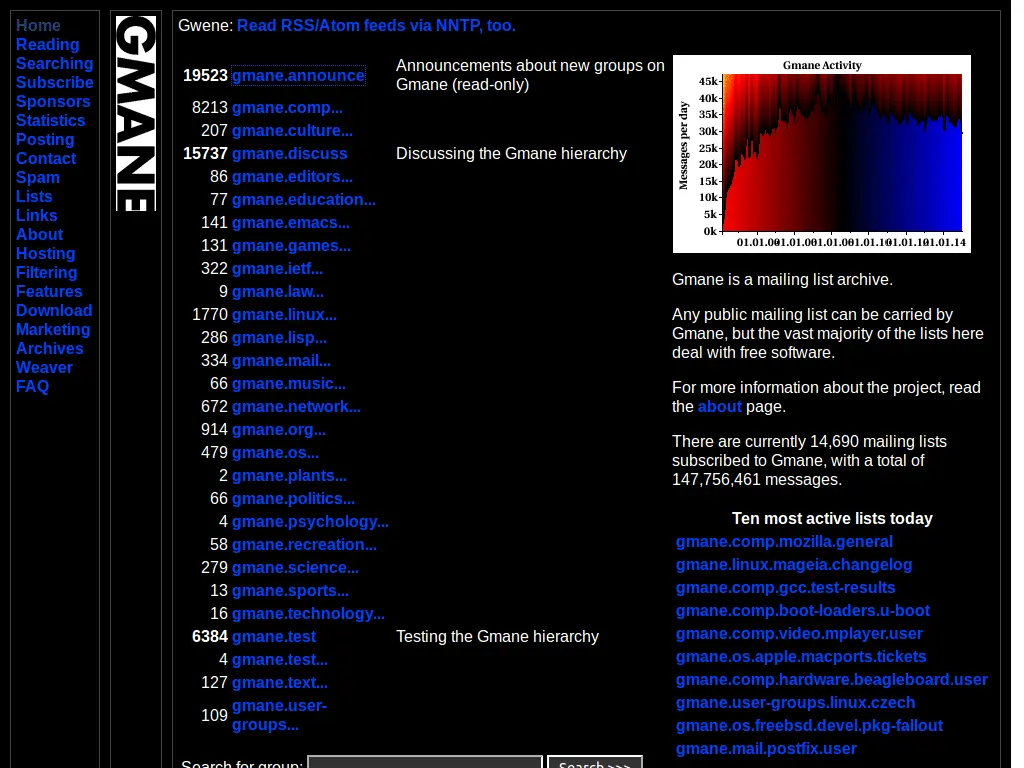 Home
Reading
Searching
Subscribe
Sponsors
Statistics
Posting
Contact
Spam
Lists
Links
About
Hosting
Filtering
Features
Download
Marketing
Archives
Weaver
FAQ
GMANE
Gwene: Read RSS/Atom feeds via NNTP, too.
19523 gmane.announce Announcements about new groups on
Gmane (read-only)
8213 gmane.comp...
207 gmane.culture...
15737 gmane.discuss Discussing the Gmane hierarchy
86 gmane.editors...
77 gmane.education...
141 gmane.emacs...
131 gmane.games...
322 gmane.ietf...
9 gmane.law...
1770 gmane.linux...
286 gmane.lisp...
334 gmane.mail...
66 gmane.music...
672 gmane.network...
914 gmane.org...
479 gmane.os...
2 gmane.plants...
66 gmane.politics...
4 gmane.psychology...
58 gmane.recreation...
279 gmane.science...
13 gmane.sports...
16 gmane.technology...
6384 gmane.test Testing the Gmane hierarchy
4 gmane.test...
127 gmane.text...
109 gmane.user-
groups...
Search for group: Search >>>
Gmane Activity
Messages per day
45k
40k
35k
30k
25k
20k
15k
10k
5k
0k
01.01.14
Gmane is a mailing list archive.
Any public mailing list can be carried by
Gmane, but the vast majority of the lists here
deal with free software.
For more information about the project, read
the about page.
There are currently 14,690 mailing lists
subscribed to Gmane, with a total of
147,756,461 messages.
Ten most active lists today
gmane.comp.mozilla.general
gmane.linux.mageia.changelog
gmane.comp.gcc.test-results
gmane.comp.boot-loaders.u-boot
gmane.comp.video.mplayer.user
gmane.os.apple.macports.tickets
gmane.comp.hardware.beagleboard.user
gmane.user-groups.linux.czech
gmane.os.freebsd.devel.pkg-fallout
gmane.mail.postfix.user